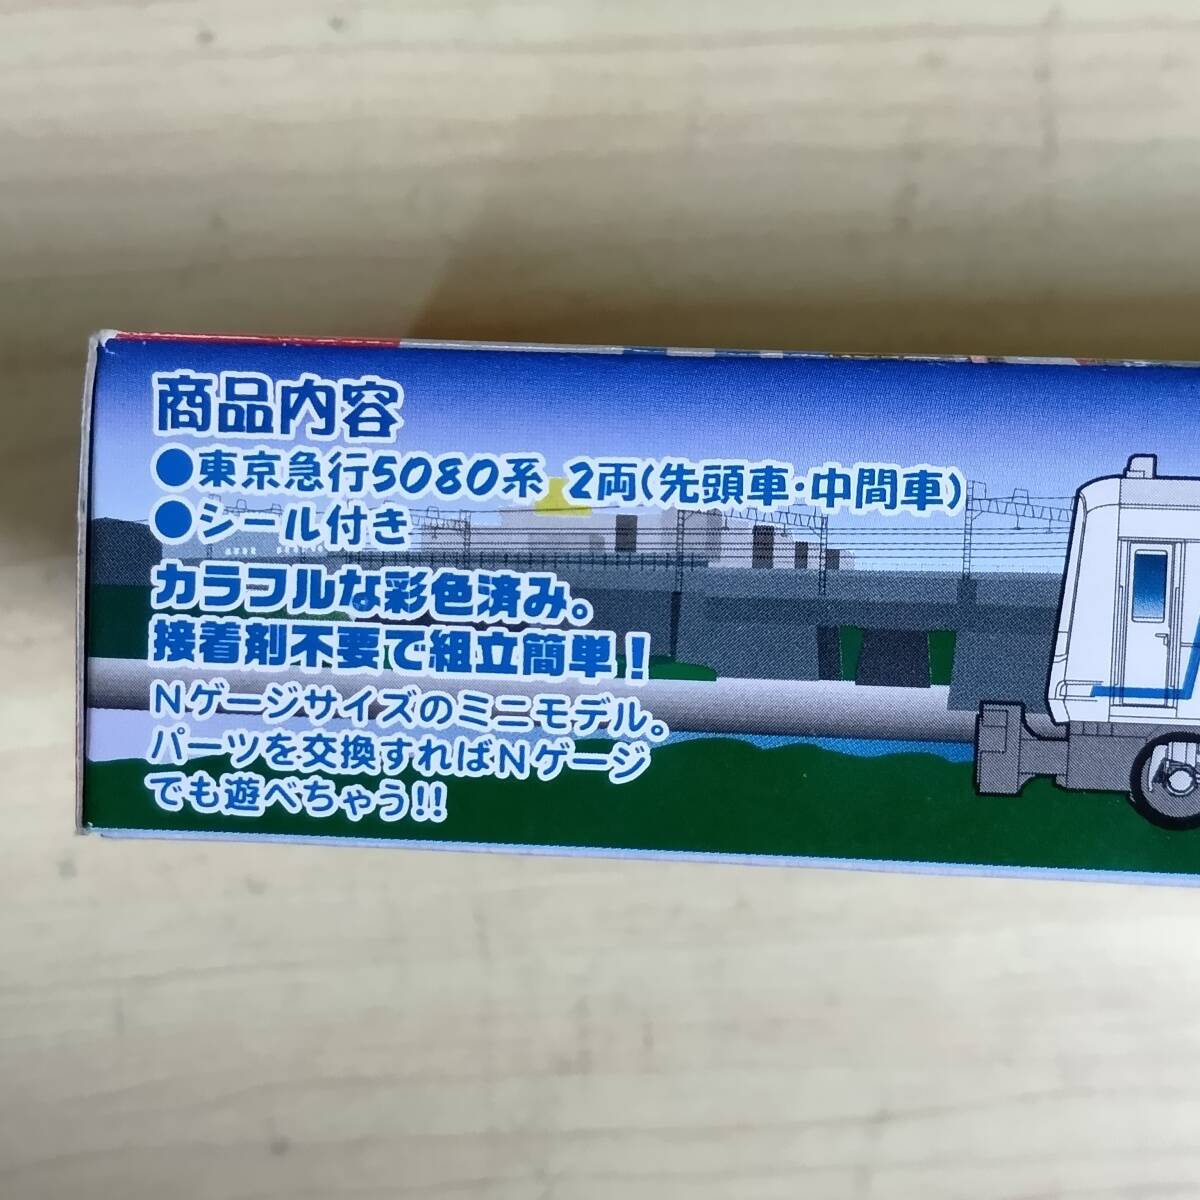 商品内容
●東京急行5080系 2両(先頭車・中間車)
●シール付き
カラフルな彩色済み。
接着剤不要で組立簡単！
Nゲージサイズのミニモデル。
パーツを交換すればNゲージ
でも遊べちゃう!!